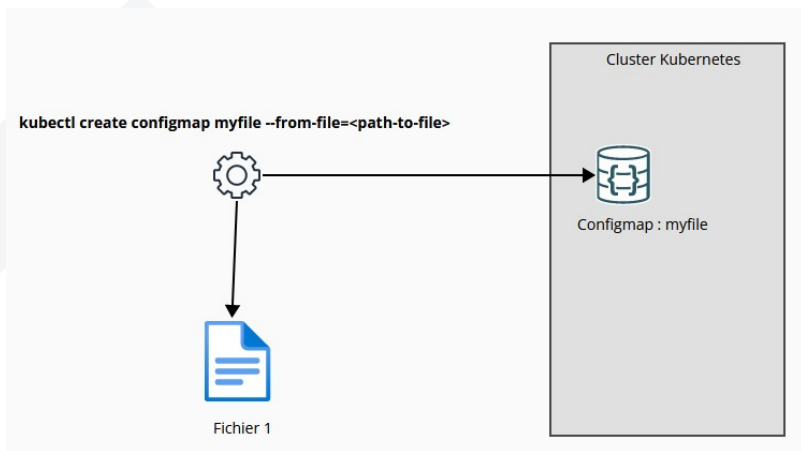 Cluster Kubernetes
kubectl create configmap myfile --from-file=<path-to-file>
Configmap : myfile
Fichier 1